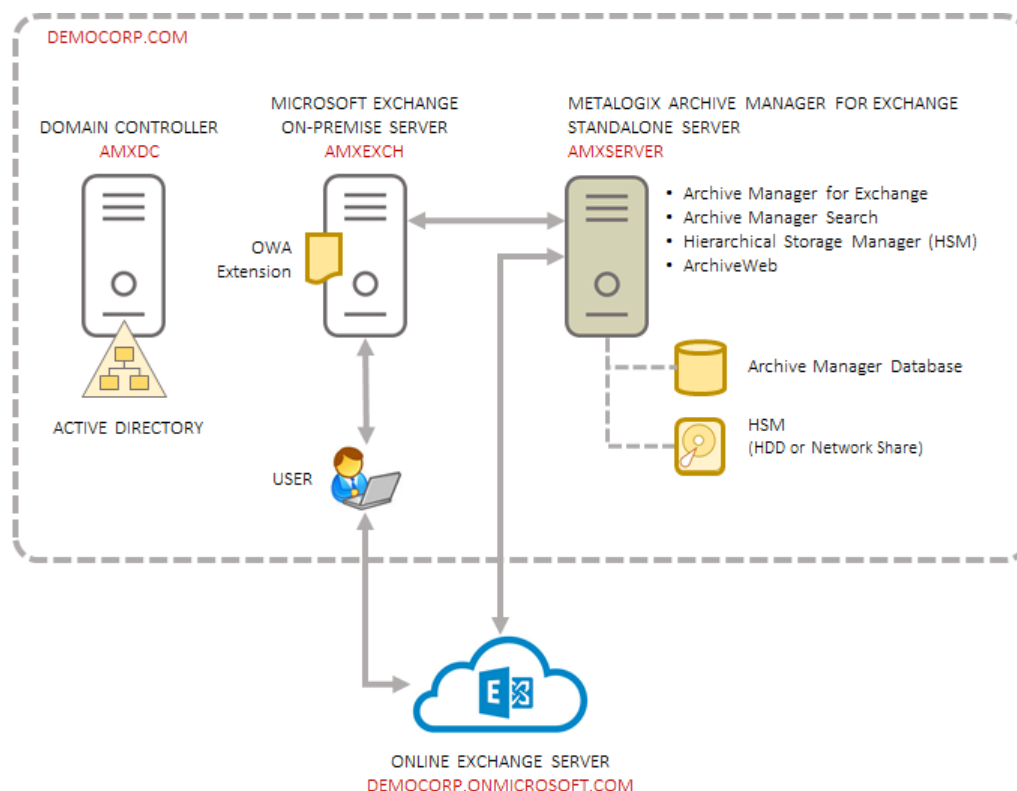 DEMOCORP.COM
DOMAIN CONTROLLER
AMXDC
MICROSOFT EXCHANGE
ON-PREMISE SERVER
AMXEXCH
METALOGIX ARCHIVE MANAGER FOR EXCHANGE
STANDALONE SERVER
AMXSERVER
• Archive Manager for Exchange
• Archive Manager Search
• Hierarchical Storage Manager (HSM)
• ArchiveWeb
OWA
Extension
Archive Manager Database
HSM
(HDD or Network Share)
ACTIVE DIRECTORY
USER
E
ONLINE EXCHANGE SERVER
DEMOCORP.ONMICROSOFT.COM